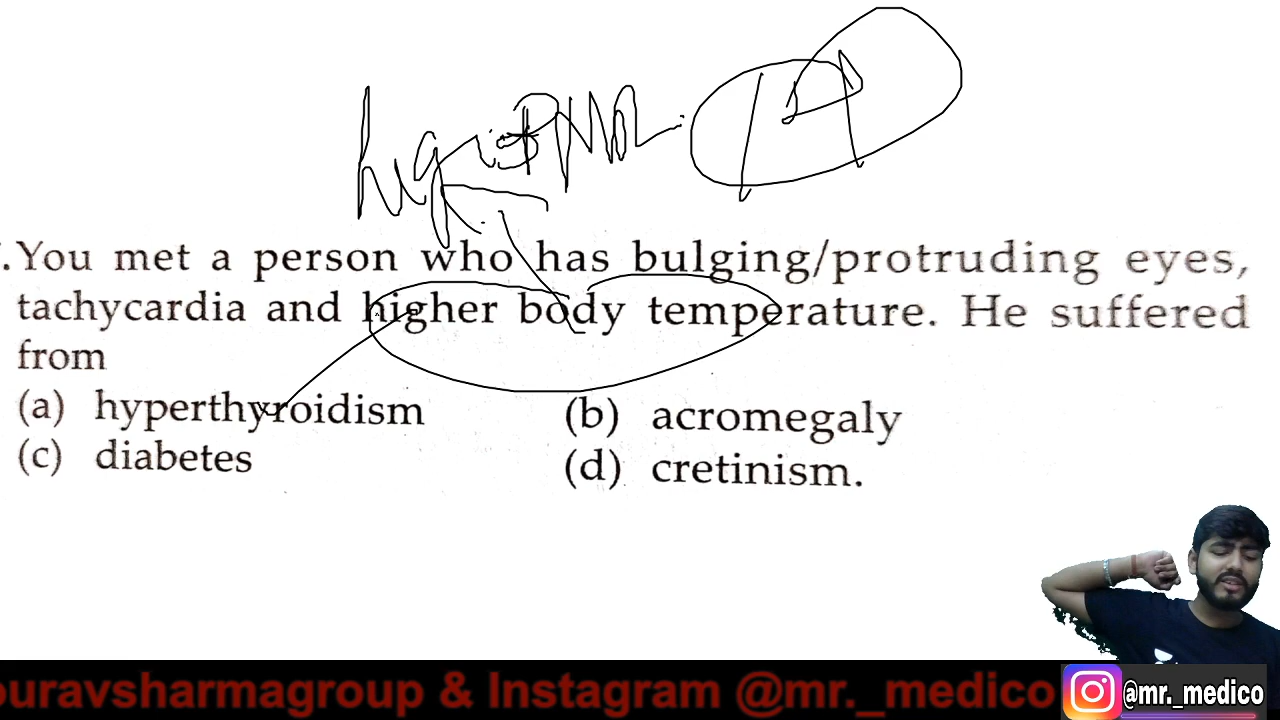 .You met a person who has bulging/protruding eyes,
tachycardia and higher body temperature. He suffered
from
(a) hyperthyroidism (b) acromegaly
(c) diabetes (d) cretinism.
ouravsharmagroup & Instagram @mr._medico
@mr._medico